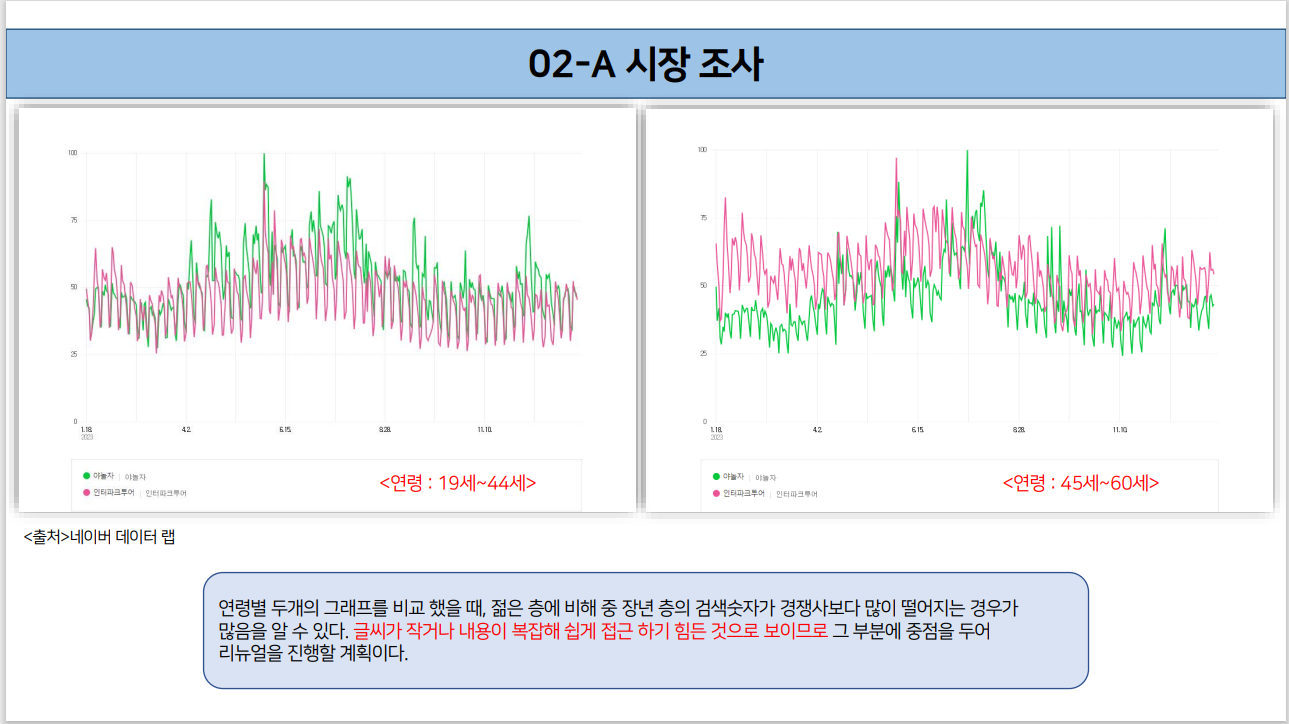 02-A 시장 조사
100
75
50
25
0
1.18.
2023
4.2.
6.15.
8.28.
11.10.
야놀자 | 야놀자
인터파크투어 | 인터파크투어
<연령 : 19세~44세>
100
75
50
25
0
1.18.
2023
4.2.
6.15.
8.28.
11.10.
야놀자 | 야놀자
인터파크투어 | 인터파크투어
<연령 : 45세~60세>
<출처>네이버 데이터 랩
연령별 두개의 그래프를 비교 했을 때, 젊은 층에 비해 중 장년 층의 검색숫자가 경쟁사보다 많이 떨어지는 경우가
많음을 알 수 있다. 글씨가 작거나 내용이 복잡해 쉽게 접근 하기 힘든 것으로 보이므로 그 부분에 중점을 두어
리뉴얼을 진행할 계획이다.